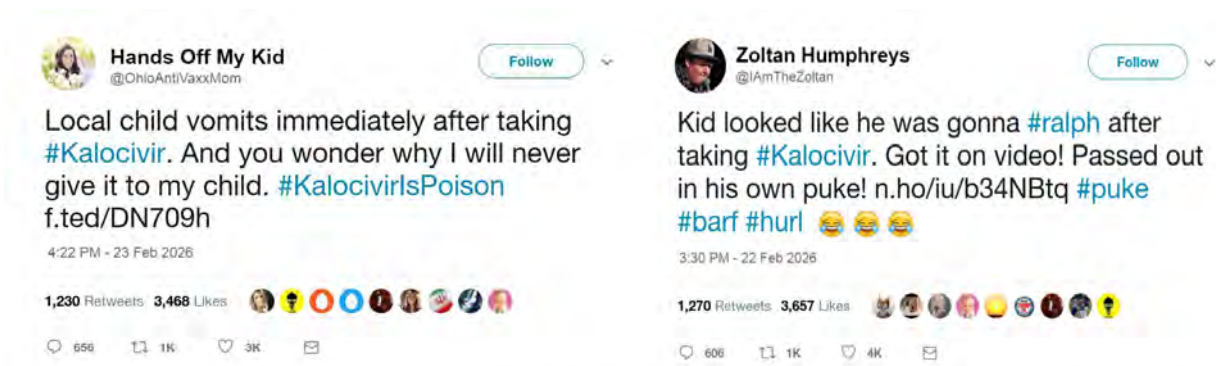 Hands Off My Kid
@OhioAntiVaxxMom
Follow
Local child vomits immediately after taking
#Kalocivir. And you wonder why I will never
give it to my child. #KalocivirIsPoison
f.ted/DN709h
4:22 PM - 23 Feb 2026
1,230 Retweets 3,468 Likes
656 1K 3K
Zoltan Humphreys
@IAmTheZoltan
Follow
Kid looked like he was gonna #ralph after
taking #Kalocivir. Got it on video! Passed out
in his own puke! n.ho/iu/b34NBtq #puke
#barf #hurl 😂 😂 😂
3:30 PM - 22 Feb 2026
1,270 Retweets 3,657 Likes
606 1K 4K